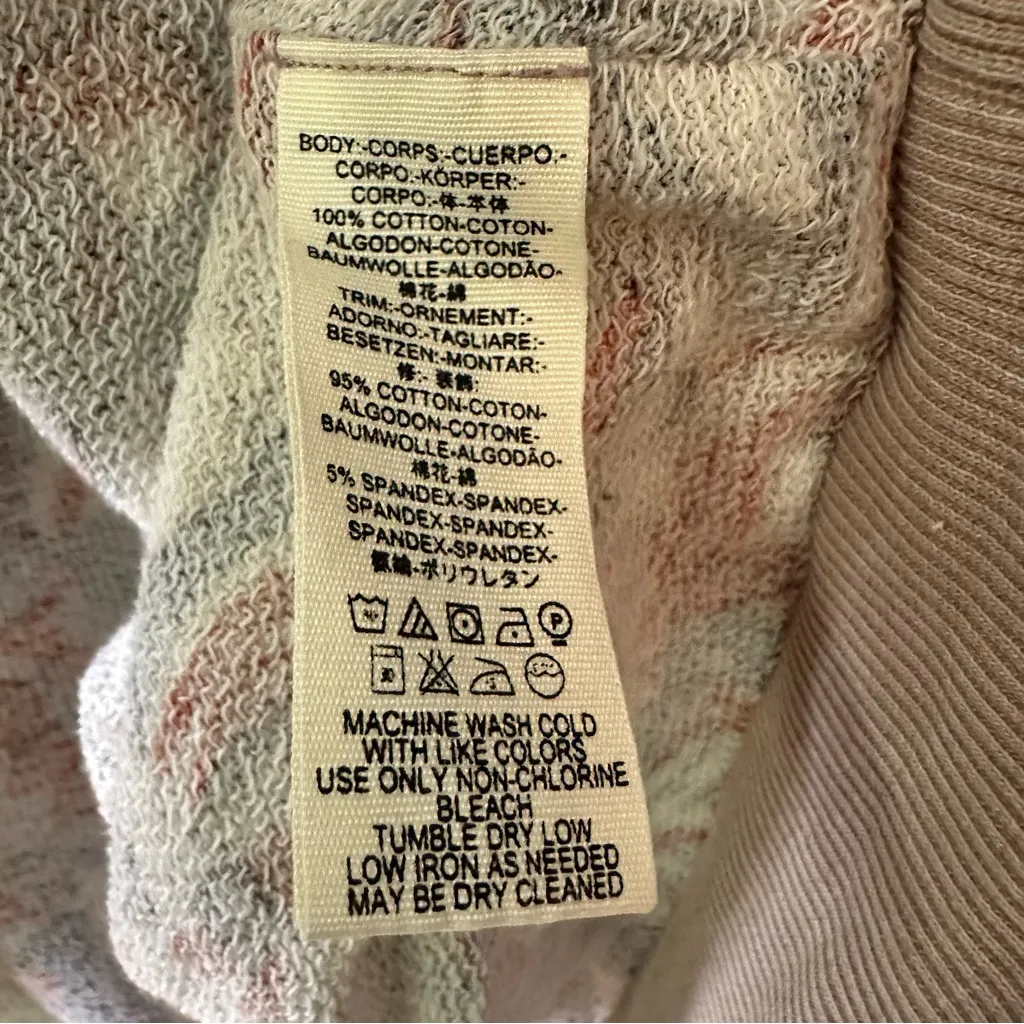 BODY:-CORPS:-CUERPO:-
CORPO:-KÖRPER:-
CORPO:-体-本体
100% COTTON-COTON-
ALGODON-COTONE-
BAUMWOLLE-ALGODÃO-
棉花-綿
TRIM:-ORNEMENT:-
ADORNO:-TAGLIARE:-
BESETZEN:-MONTAR:-
修:-装飾:
95% COTTON-COTON-
ALGODON-COTONE-
BAUMWOLLE-ALGODÃO-
棉花-綿
5% SPANDEX-SPANDEX-
SPANDEX-SPANDEX-
SPANDEX-SPANDEX-
-ポリウレタン
P
MACHINE WASH COLD
WITH LIKE COLORS
USE ONLY NON-CHLORINE
BLEACH
TUMBLE DRY LOW
LOW IRON AS NEEDED
MAY BE DRY CLEANED